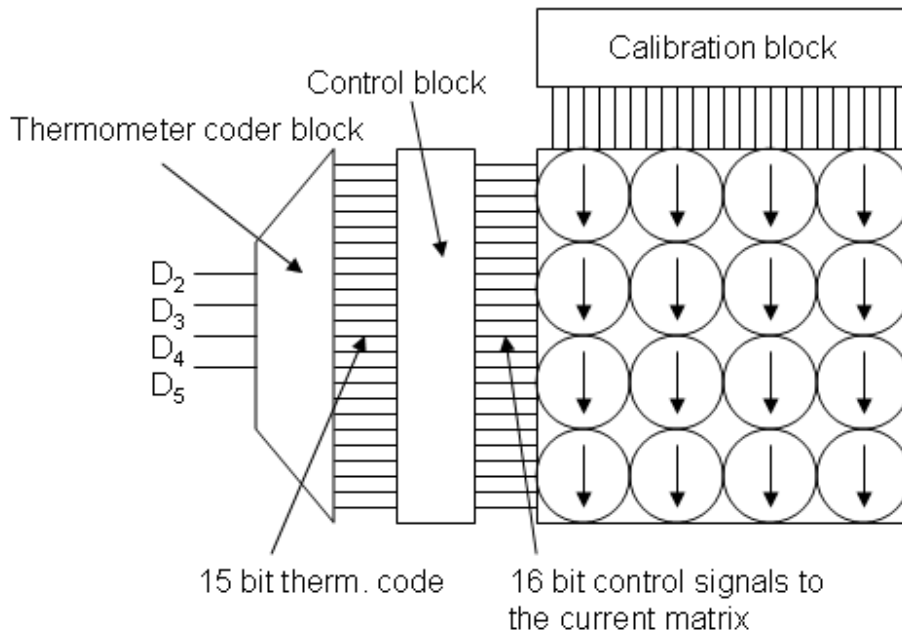 Calibration block
Control block
Thermometer coder block
D2
D3
D4
D5
15 bit therm. code
16 bit control signals to
the current matrix